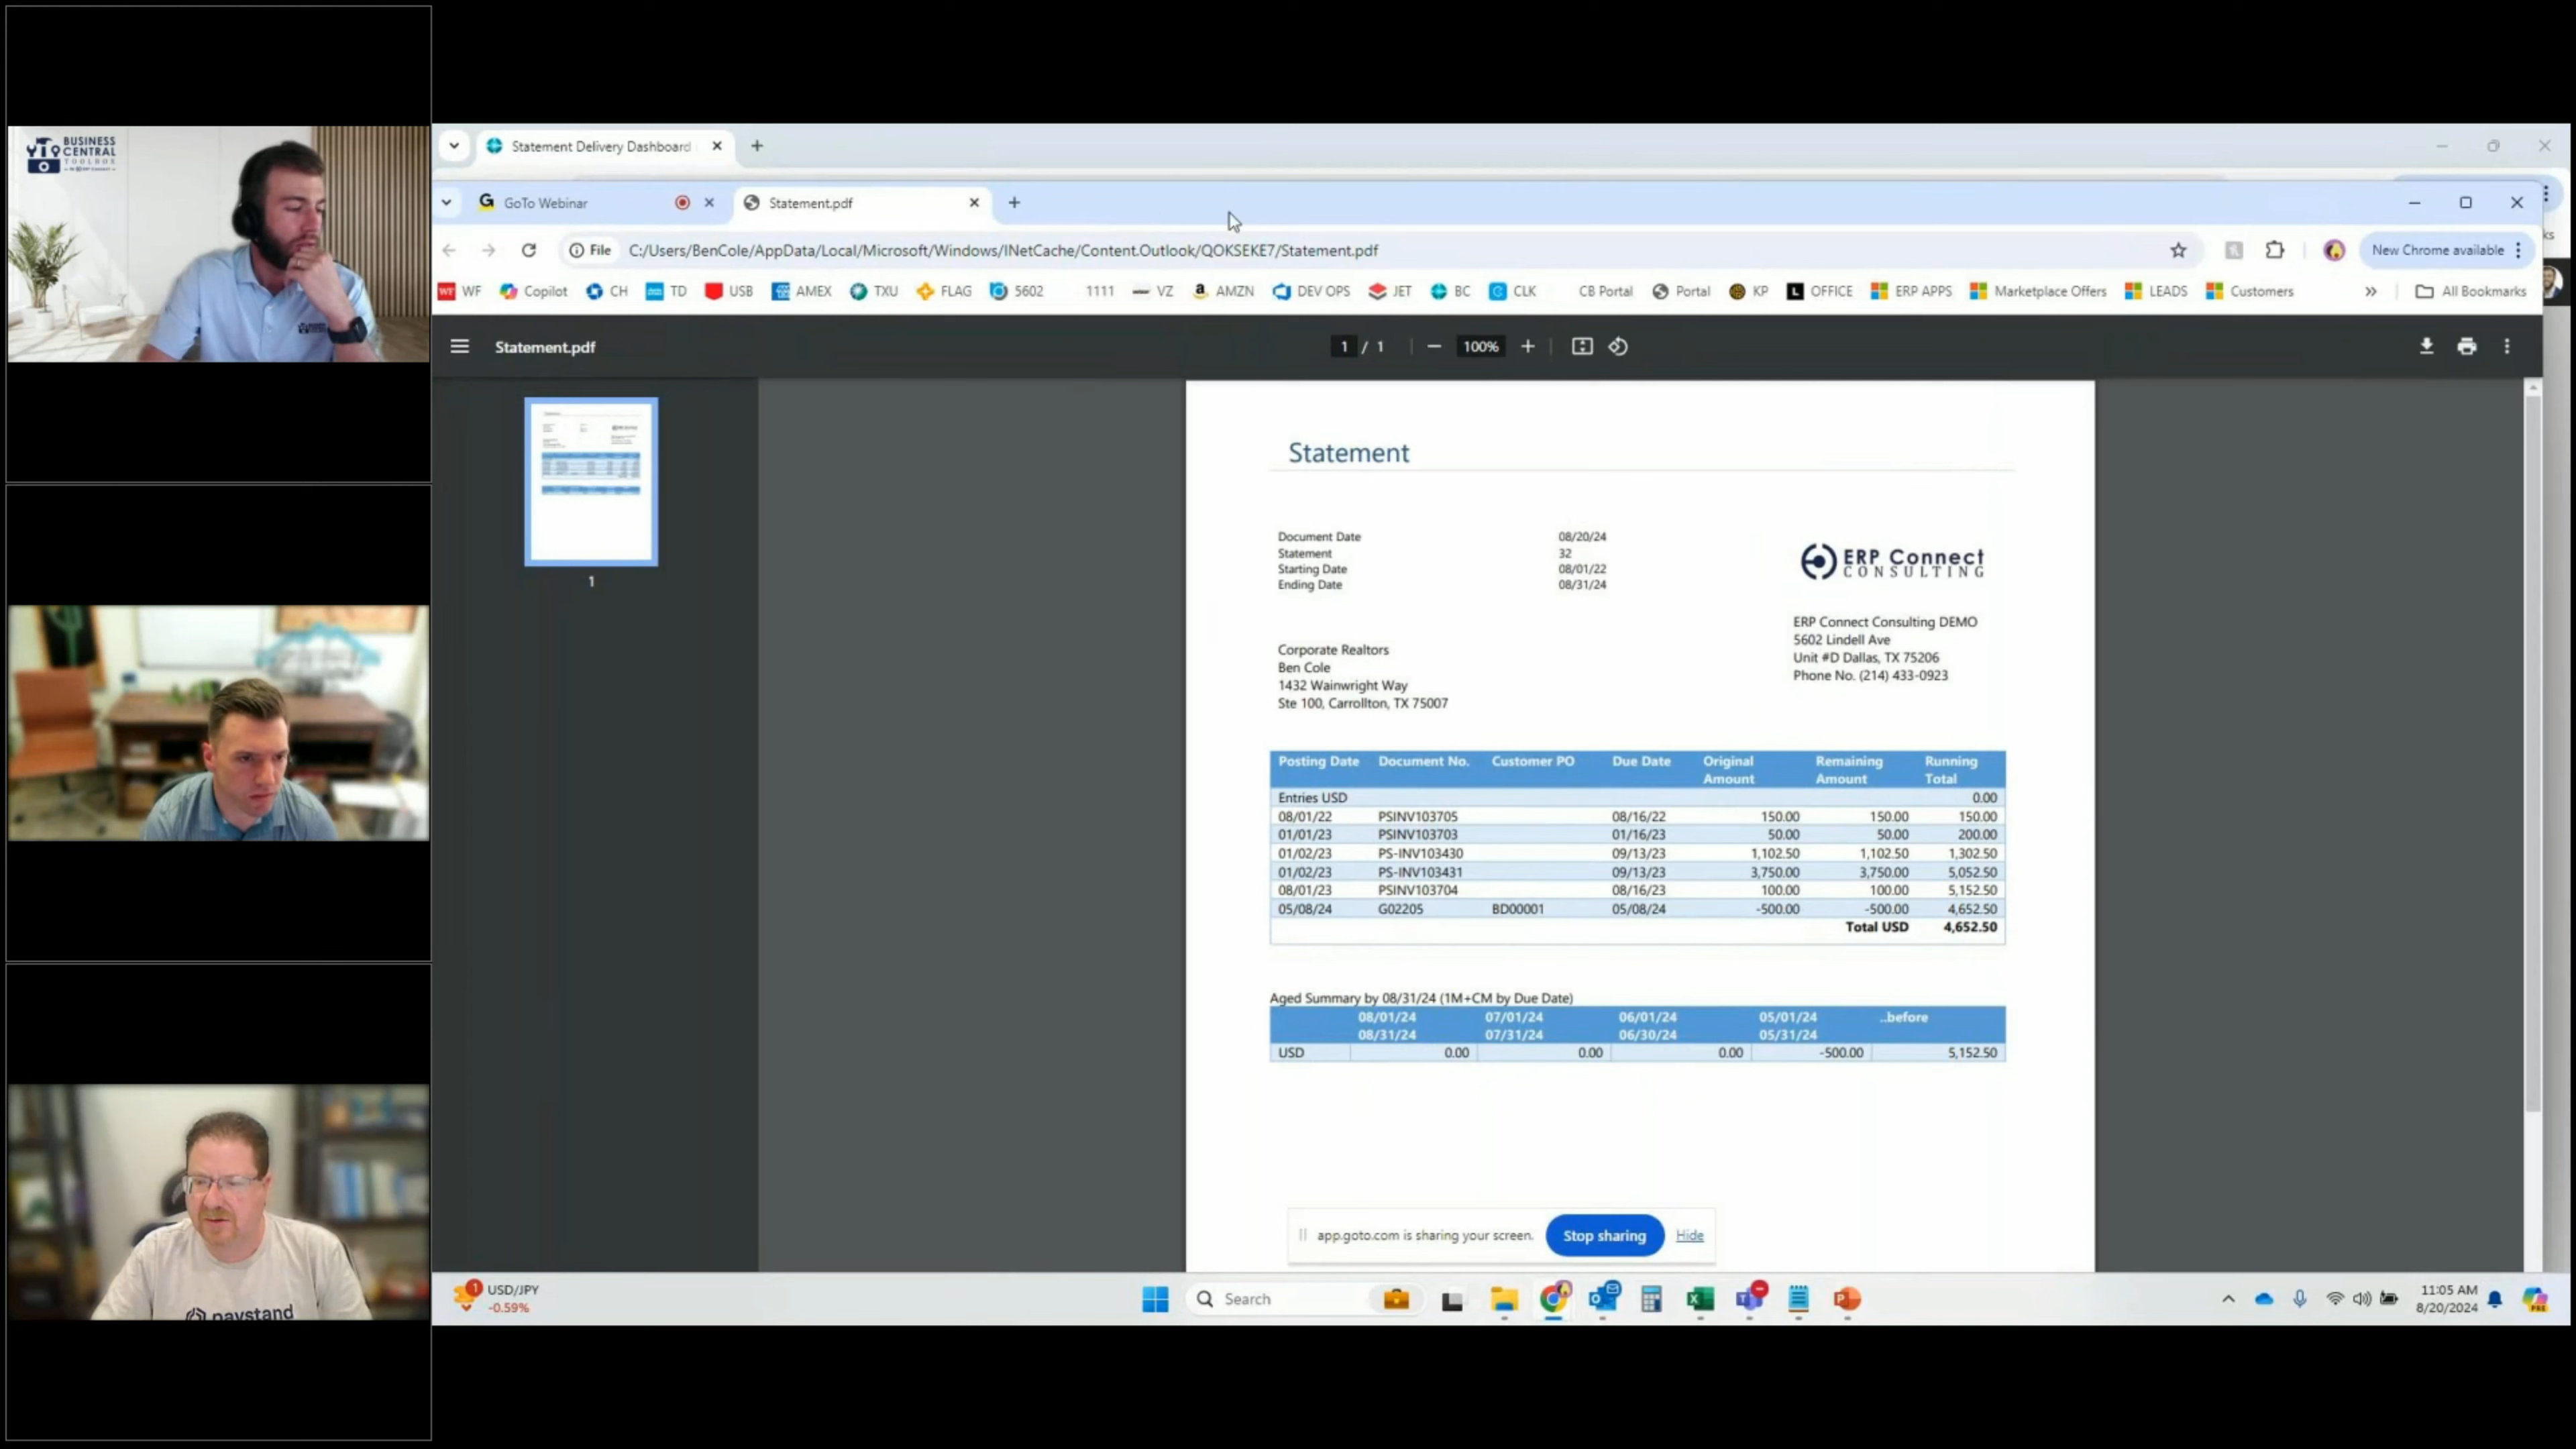 BUSINESS
CENTRAL
TOOLBOX
paystand
Statement Delivery Dashboard
GoTo Webinar
Statement.pdf
File C:/Users/BenCole/AppData/Local/Microsoft/Windows/INetCache/Content.Outlook/QOKSEKE7/Statement.pdf
New Chrome available
WF Copilot CH TD USB AMEX TXU FLAG 5602 1111 VZ AMZN DEV OPS JET BC CLK CB Portal Portal KP OFFICE ERP APPS Marketplace Offers LEADS Customers » All Bookmarks
Statement.pdf
1 / 1 100%
1
Statement
Document Date 08/20/24
Statement 32
Starting Date 08/01/22
Ending Date 08/31/24
ERP Connect
CONSULTING
ERP Connect Consulting DEMO
5602 Lindell Ave
Unit #D Dallas, TX 75206
Phone No. (214) 433-0923
Corporate Realtors
Ben Cole
1432 Wainwright Way
Ste 100, Carrollton, TX 75007
Posting Date Document No. Customer PO Due Date Original Amount Remaining Amount Running Total
Entries USD 0.00
08/01/22 PSINV103705 08/16/22 150.00 150.00 150.00
01/01/23 PSINV103703 01/16/23 50.00 50.00 200.00
01/02/23 PS-INV103430 09/13/23 1,102.50 1,102.50 1,302.50
01/02/23 PS-INV103431 09/13/23 3,750.00 3,750.00 5,052.50
08/01/23 PSINV103704 08/16/23 100.00 100.00 5,152.50
05/08/24 G02205 BD00001 05/08/24 -500.00 -500.00 4,652.50
Total USD 4,652.50
Aged Summary by 08/31/24 (1M+CM by Due Date)
08/01/24 07/01/24 06/01/24 05/01/24 ..before
08/31/24 07/31/24 06/30/24 05/31/24
USD 0.00 0.00 0.00 -500.00 5,152.50
app.goto.com is sharing your screen. Stop sharing Hide
1
USD/JPY
-0.59%
Search
11:05 AM
8/20/2024